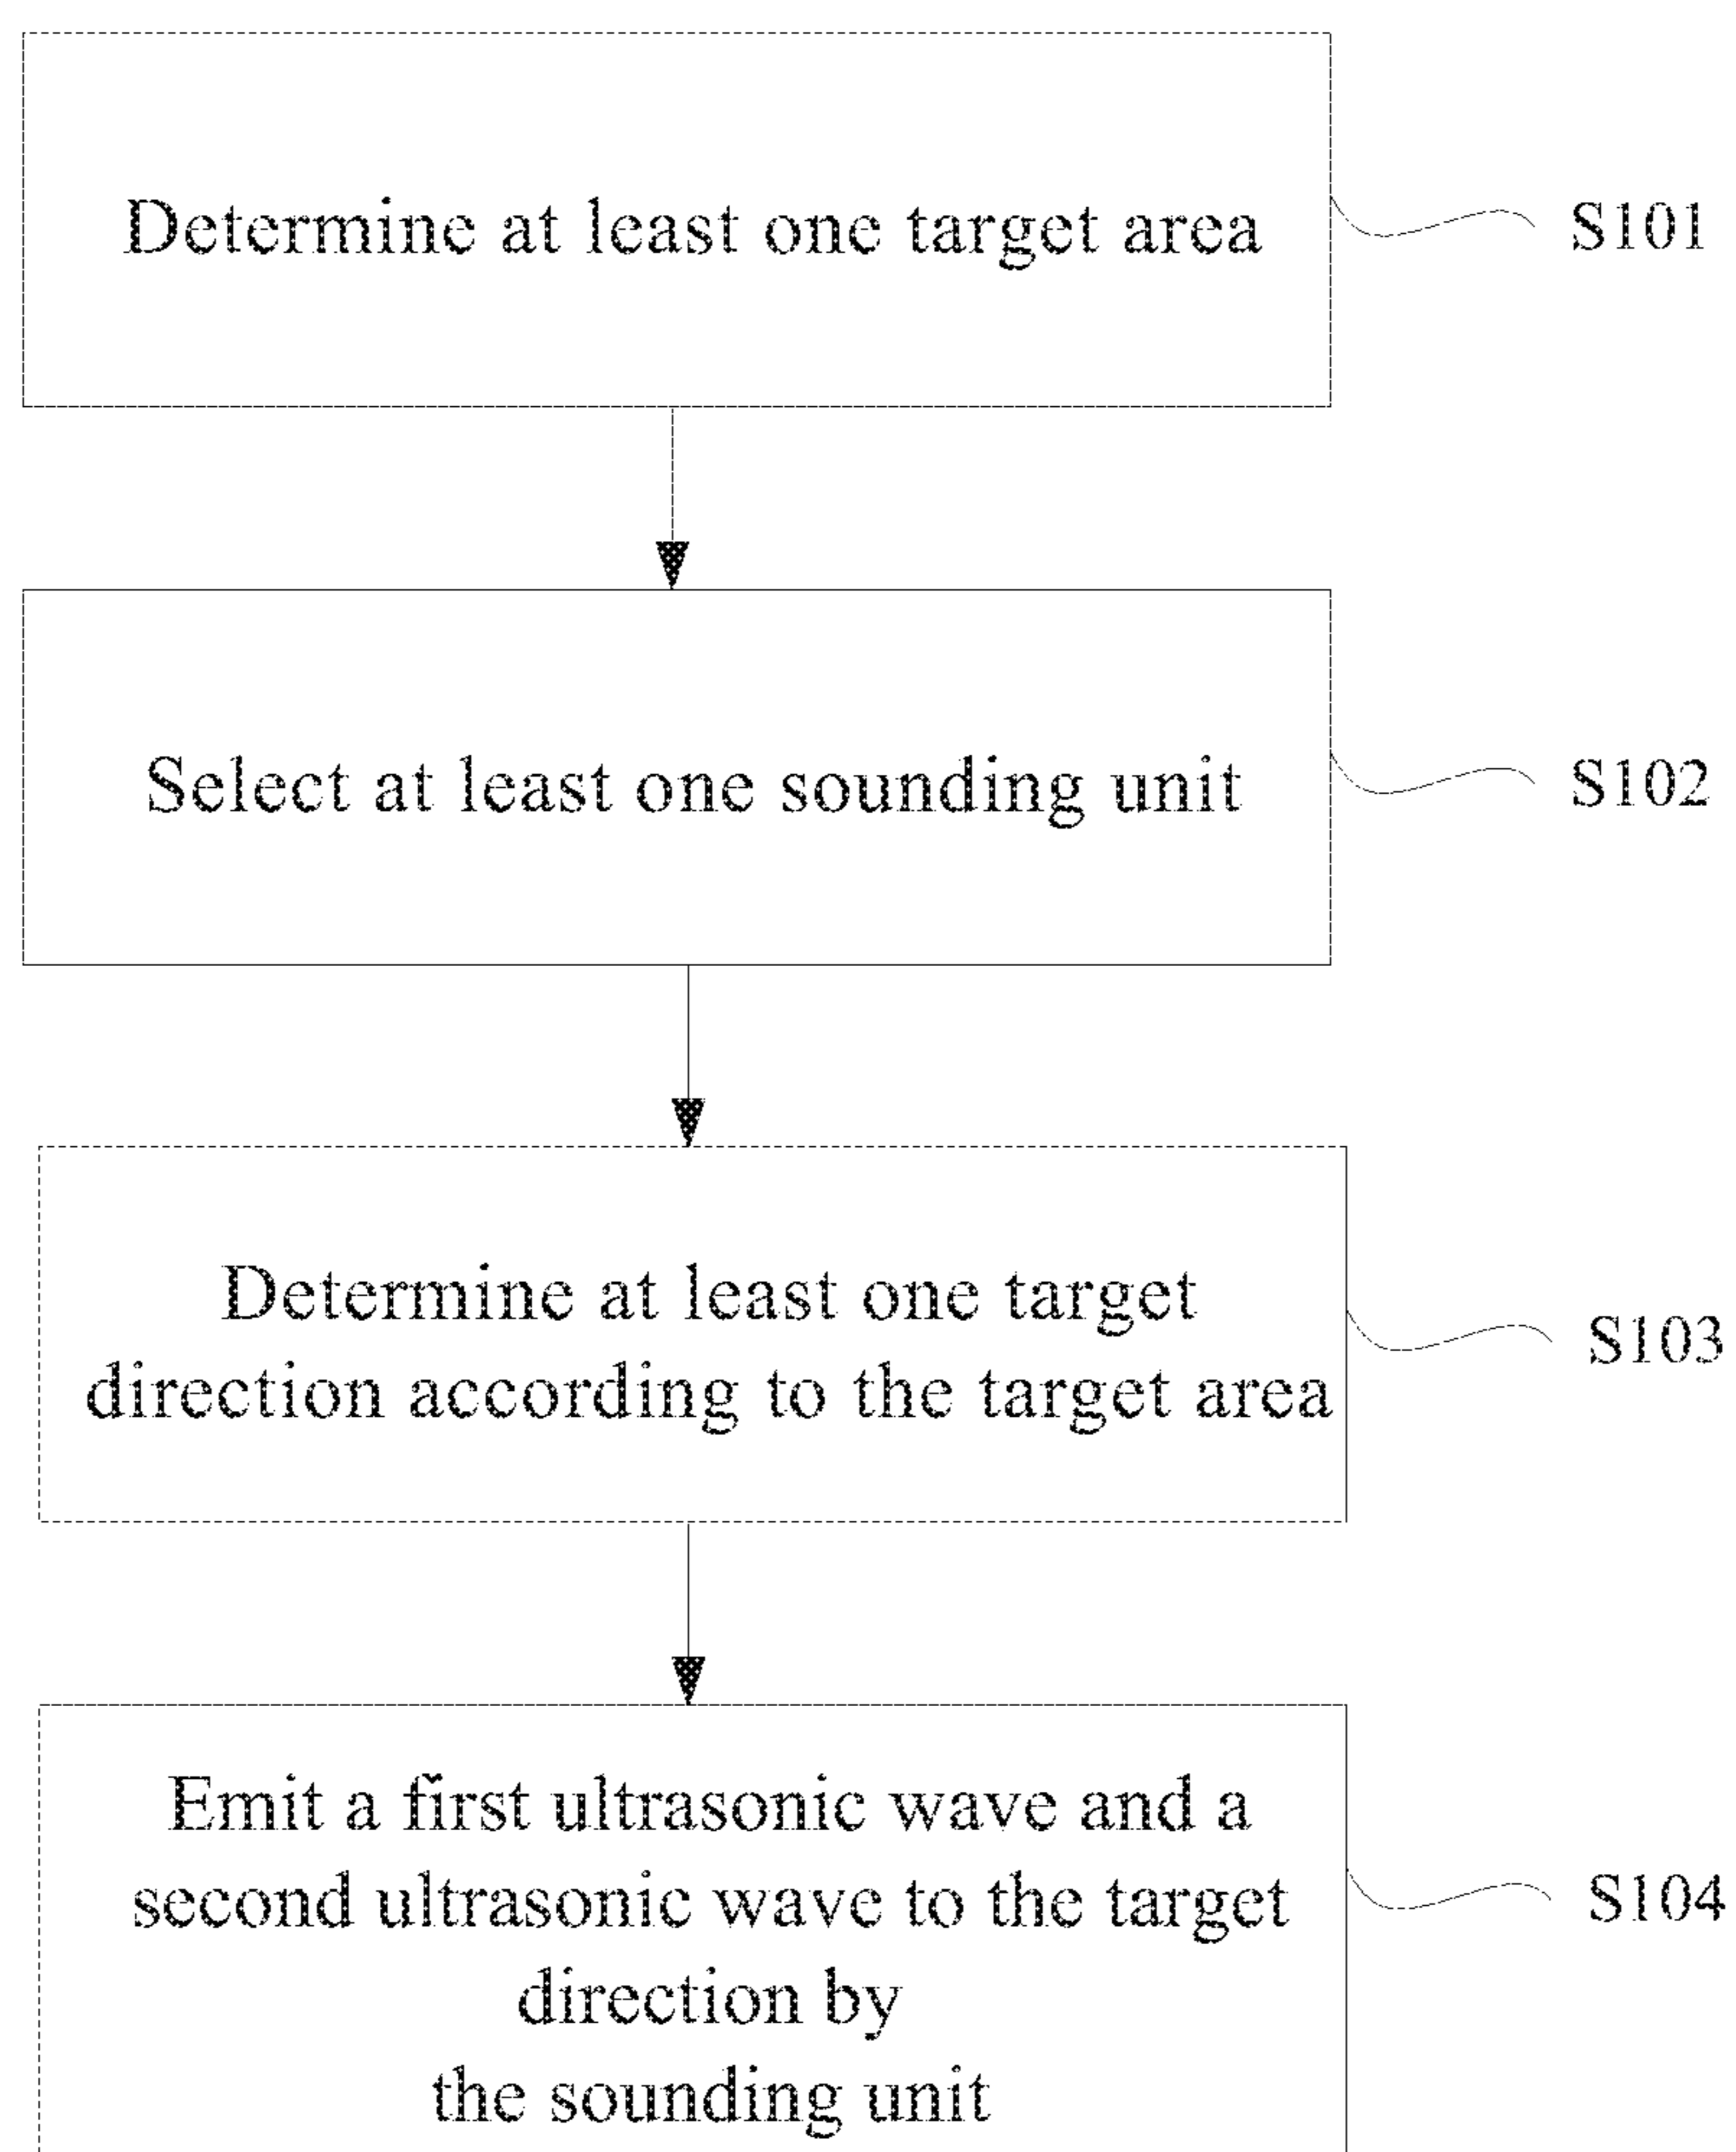 Determine at least one target area
S101
Select at least one sounding unit
S102
Determine at least one target
direction according to the target area
S103
Emit a first ultrasonic wave and a
second ultrasonic wave to the target
direction by
the sounding unit
S104